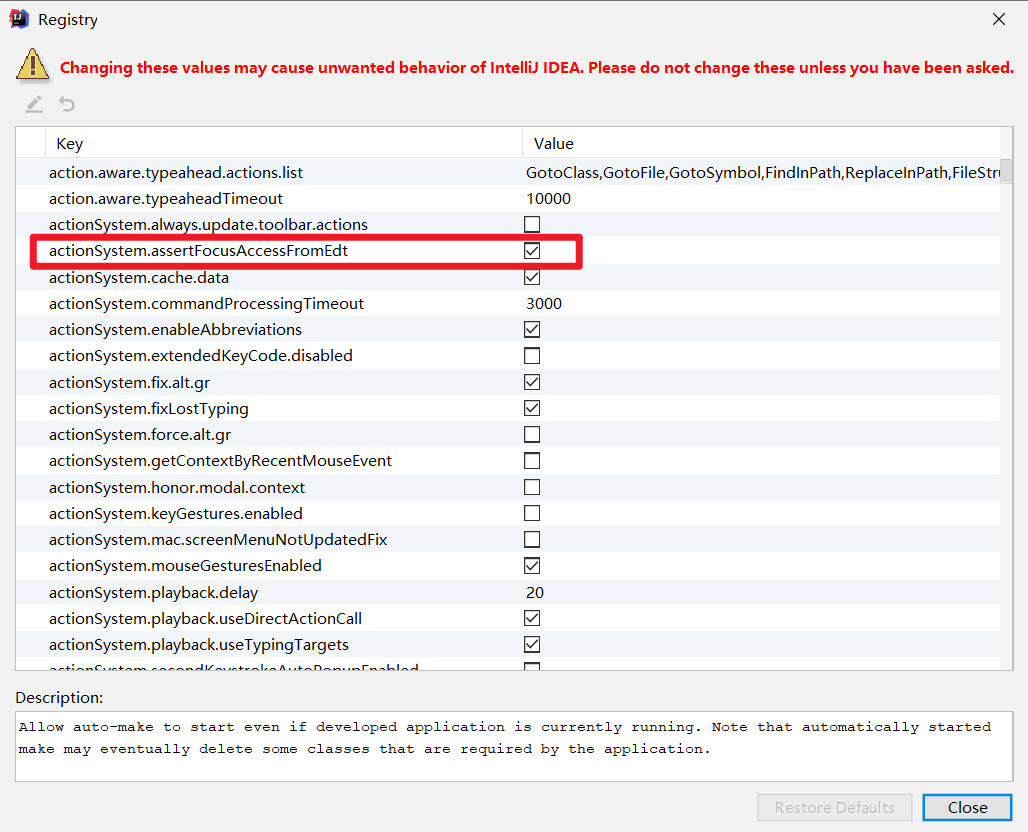 Registry
Changing these values may cause unwanted behavior of IntelliJ IDEA. Please do not change these unless you have been asked.
Key Value
action.aware.typeahead.actions.list GotoClass,GotoFile,GotoSymbol,FindInPath,ReplaceInPath,FileStru
action.aware.typeaheadTimeout 10000
actionSystem.always.update.toolbar.actions
actionSystem.assertFocusAccessFromEdt
actionSystem.cache.data
actionSystem.commandProcessingTimeout 3000
actionSystem.enableAbbreviations
actionSystem.extendedKeyCode.disabled
actionSystem.fix.alt.gr
actionSystem.fixLostTyping
actionSystem.force.alt.gr
actionSystem.getContextByRecentMouseEvent
actionSystem.honor.modal.context
actionSystem.keyGestures.enabled
actionSystem.mac.screenMenuNotUpdatedFix
actionSystem.mouseGesturesEnabled
actionSystem.playback.delay 20
actionSystem.playback.useDirectActionCall
actionSystem.playback.useTypingTargets
actionSystem.secondKeystrokeAutoPopupEnabled
Description:
Allow auto-make to start even if developed application is currently running. Note that automatically started
make may eventually delete some classes that are required by the application.
Restore Defaults Close